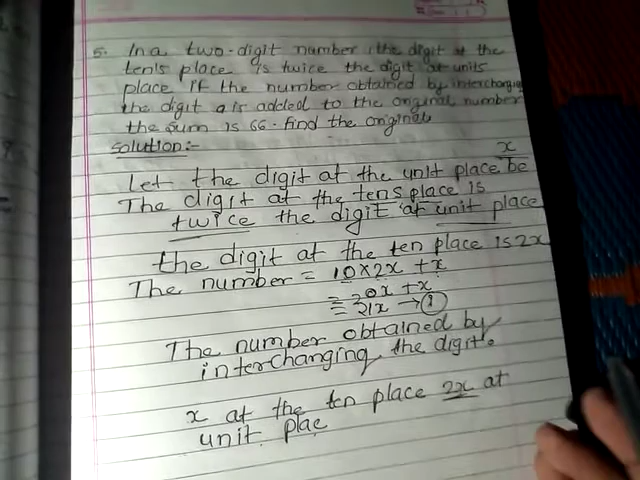 5. In a two-digit number, the digit at the
ten's place is twice the digit at units
place if the number obtained by interchanging
the digit a is added to the original number
the sum is 66. find the original
Solution:-
Let the digit at the unit place be x
The digit at the tens place is
twice the digit at unit place
the digit at the ten place is 2x
The number = 10×2x + x
= 20x + x
= 21x → 1
The number obtained by
interchanging the digit.
x at the ten place 2x at
unit plac